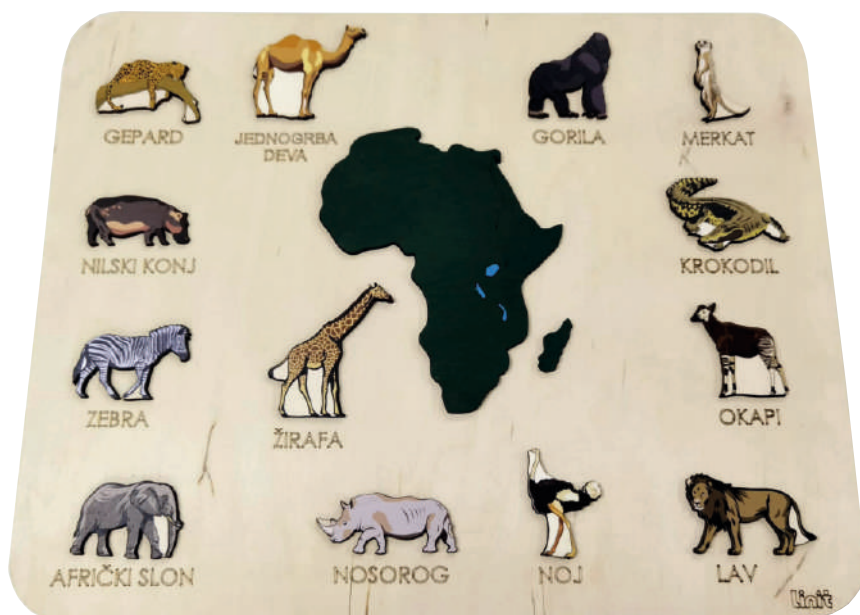 GEPARD
JEDNOGRBA
DEVA
GORILA
MERKAT
NILSKI KONJ
KROKODIL
ZEBRA
ŽIRAFA
OKAPI
AFRIČKI SLON
NOSOROG
NOJ
LAV
Linit